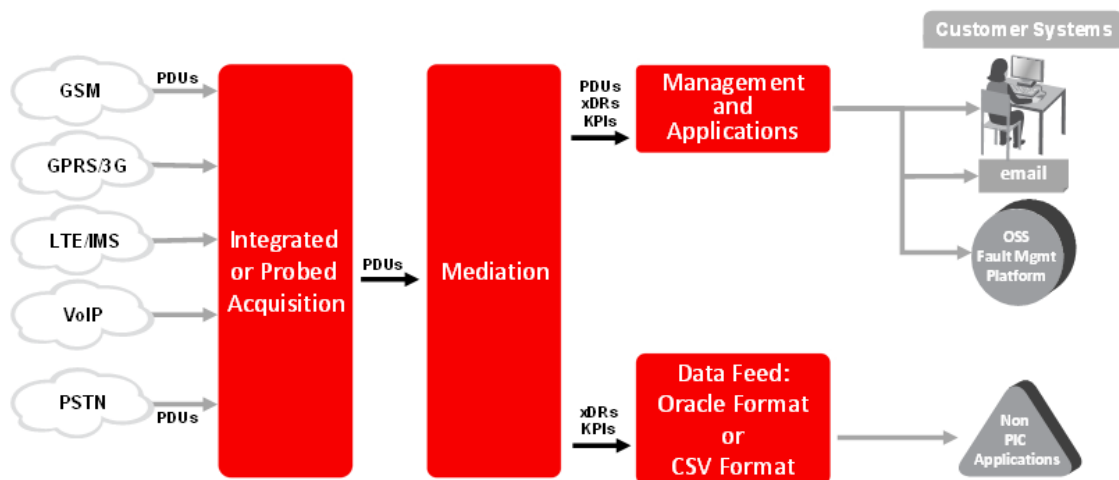 Customer Systems
GSM
PDUs
GPRS/3G
LTE/IMS
VoIP
PSTN
PDUs
Integrated
or Probed
Acquisition
PDUs
Mediation
PDUs
xDRs
KPIs
Management
and
Applications
email
OSS
Fault Mgmt
Platform
xDRs
KPIs
Data Feed:
Oracle Format
or
CSV Format
Non
PIC
Applications